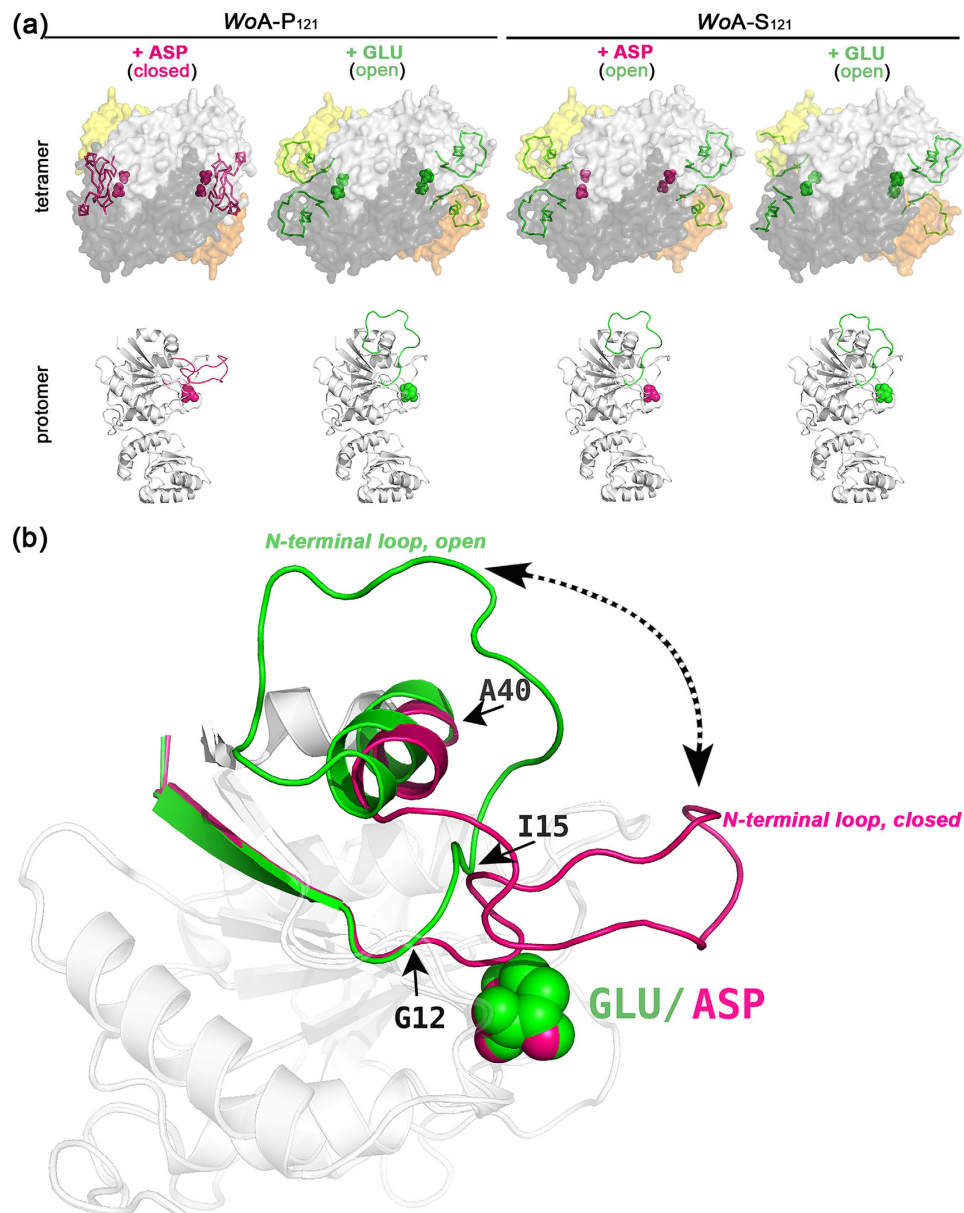 (a)
WoA-P121
WoA-S121
+ ASP
(closed)
+ GLU
(open)
+ ASP
(open)
+ GLU
(open)
tetramer
protomer
(b)
N-terminal loop, open
A40
I15
N-terminal loop, closed
G12
GLU/ASP